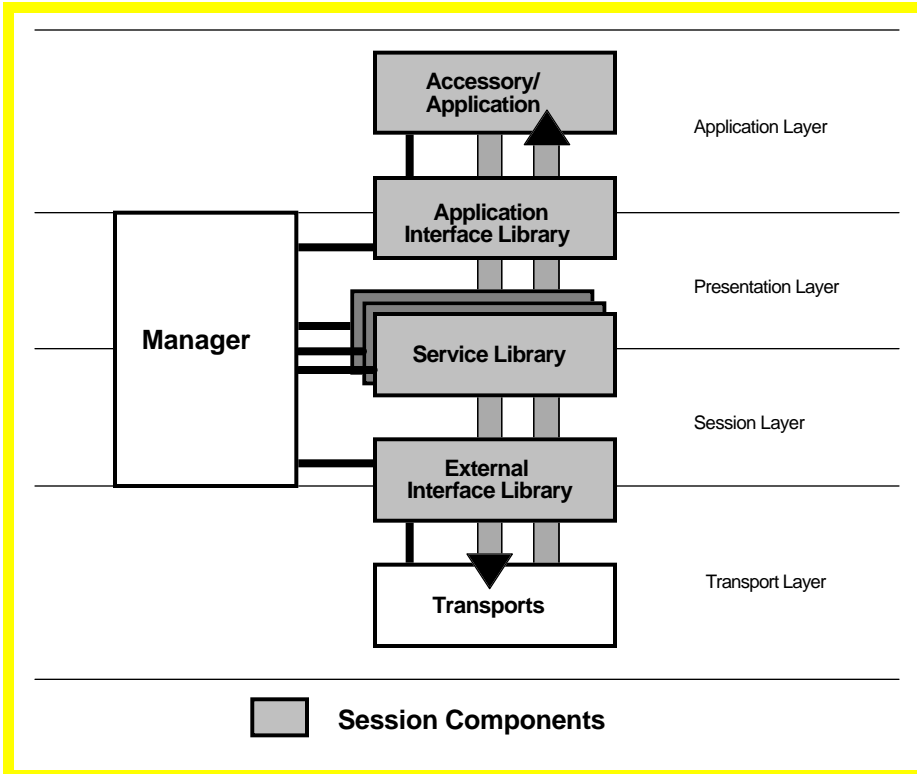 Accessory/
Application
Application Layer
Application
Interface Library
Presentation Layer
Manager
Service Library
Session Layer
External
Interface Library
Transport Layer
Transports
Session Components